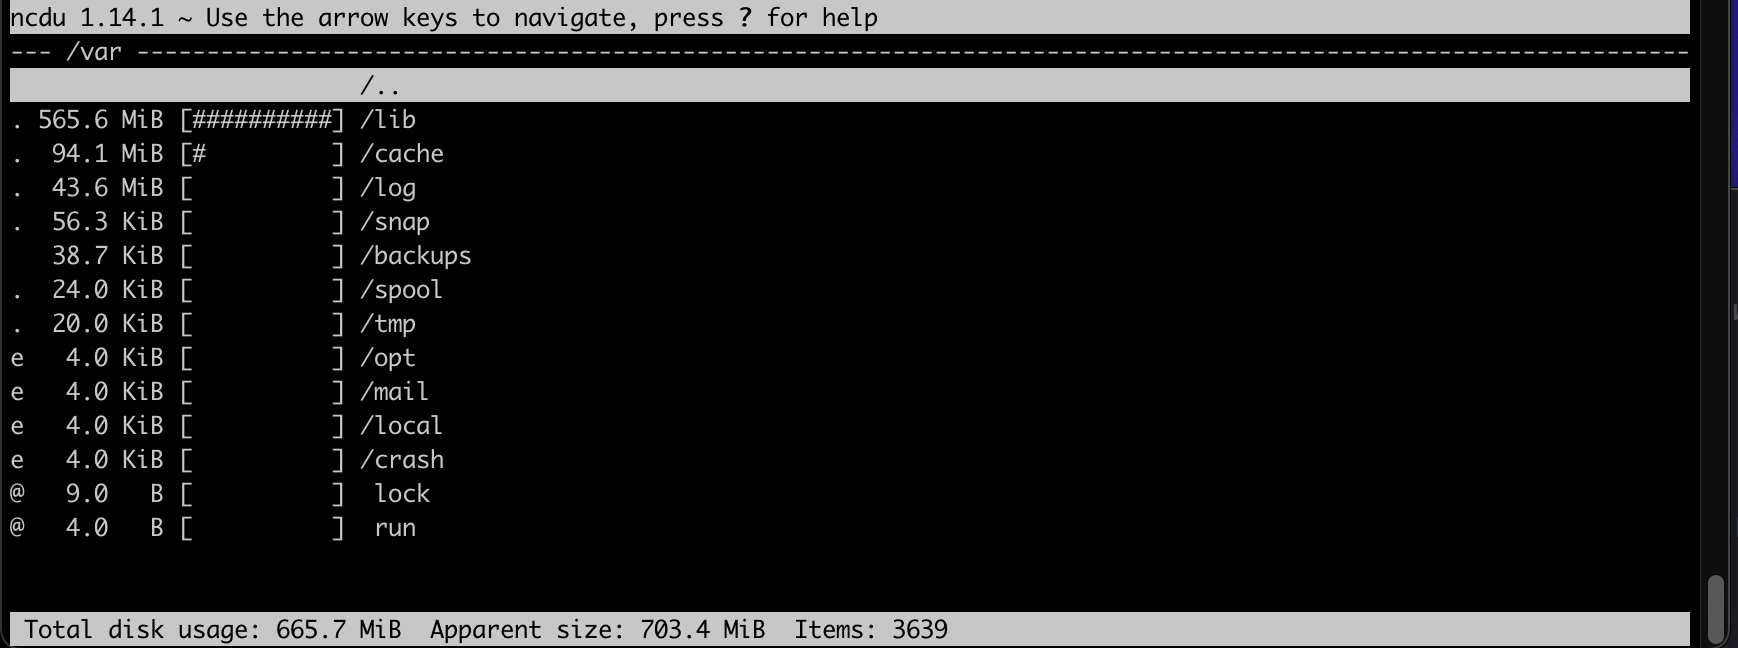 ncdu 1.14.1 ~ Use the arrow keys to navigate, press ? for help
--- /var ---------------------------------------------------------------------------------------------------------------
                         /..
. 565.6 MiB [##########] /lib
.  94.1 MiB [#         ] /cache
.  43.6 MiB [          ] /log
.  56.3 KiB [          ] /snap
   38.7 KiB [          ] /backups
.  24.0 KiB [          ] /spool
.  20.0 KiB [          ] /tmp
e   4.0 KiB [          ] /opt
e   4.0 KiB [          ] /mail
e   4.0 KiB [          ] /local
e   4.0 KiB [          ] /crash
@   9.0   B [          ]  lock
@   4.0   B [          ]  run
 Total disk usage: 665.7 MiB  Apparent size: 703.4 MiB  Items: 3639